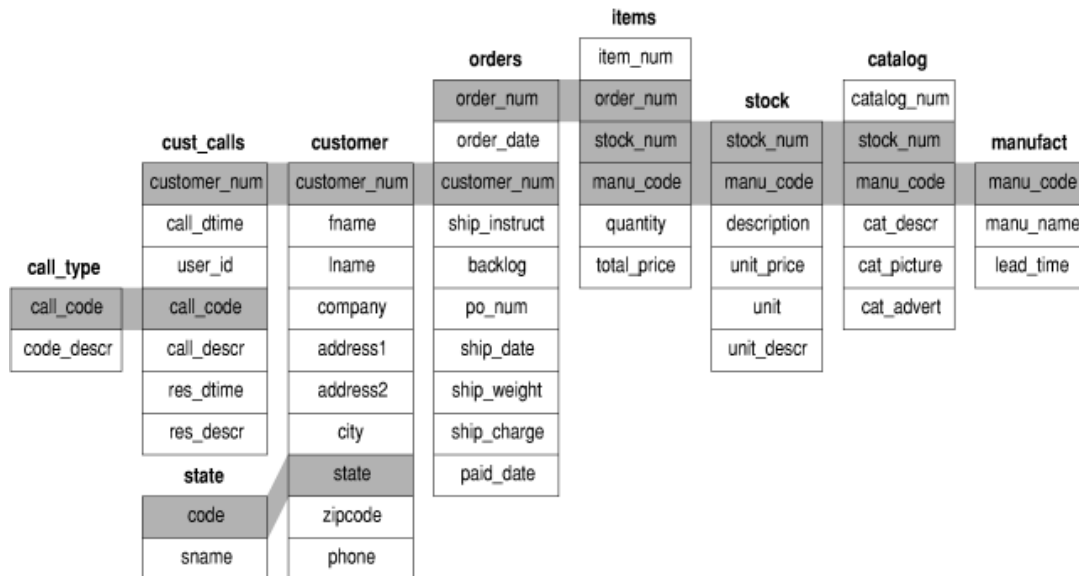 call_type
call_code
code_descr
cust_calls
customer_num
call_dtime
user_id
call_code
call_descr
res_dtime
res_descr
state
code
sname
customer
customer_num
fname
lname
company
address1
address2
city
state
zipcode
phone
orders
order_num
order_date
customer_num
ship_instruct
backlog
po_num
ship_date
ship_weight
ship_charge
paid_date
items
item_num
order_num
stock_num
manu_code
quantity
total_price
stock
stock_num
manu_code
description
unit_price
unit
unit_descr
catalog
catalog_num
stock_num
manu_code
cat_descr
cat_picture
cat_advert
manufact
manu_code
manu_name
lead_time